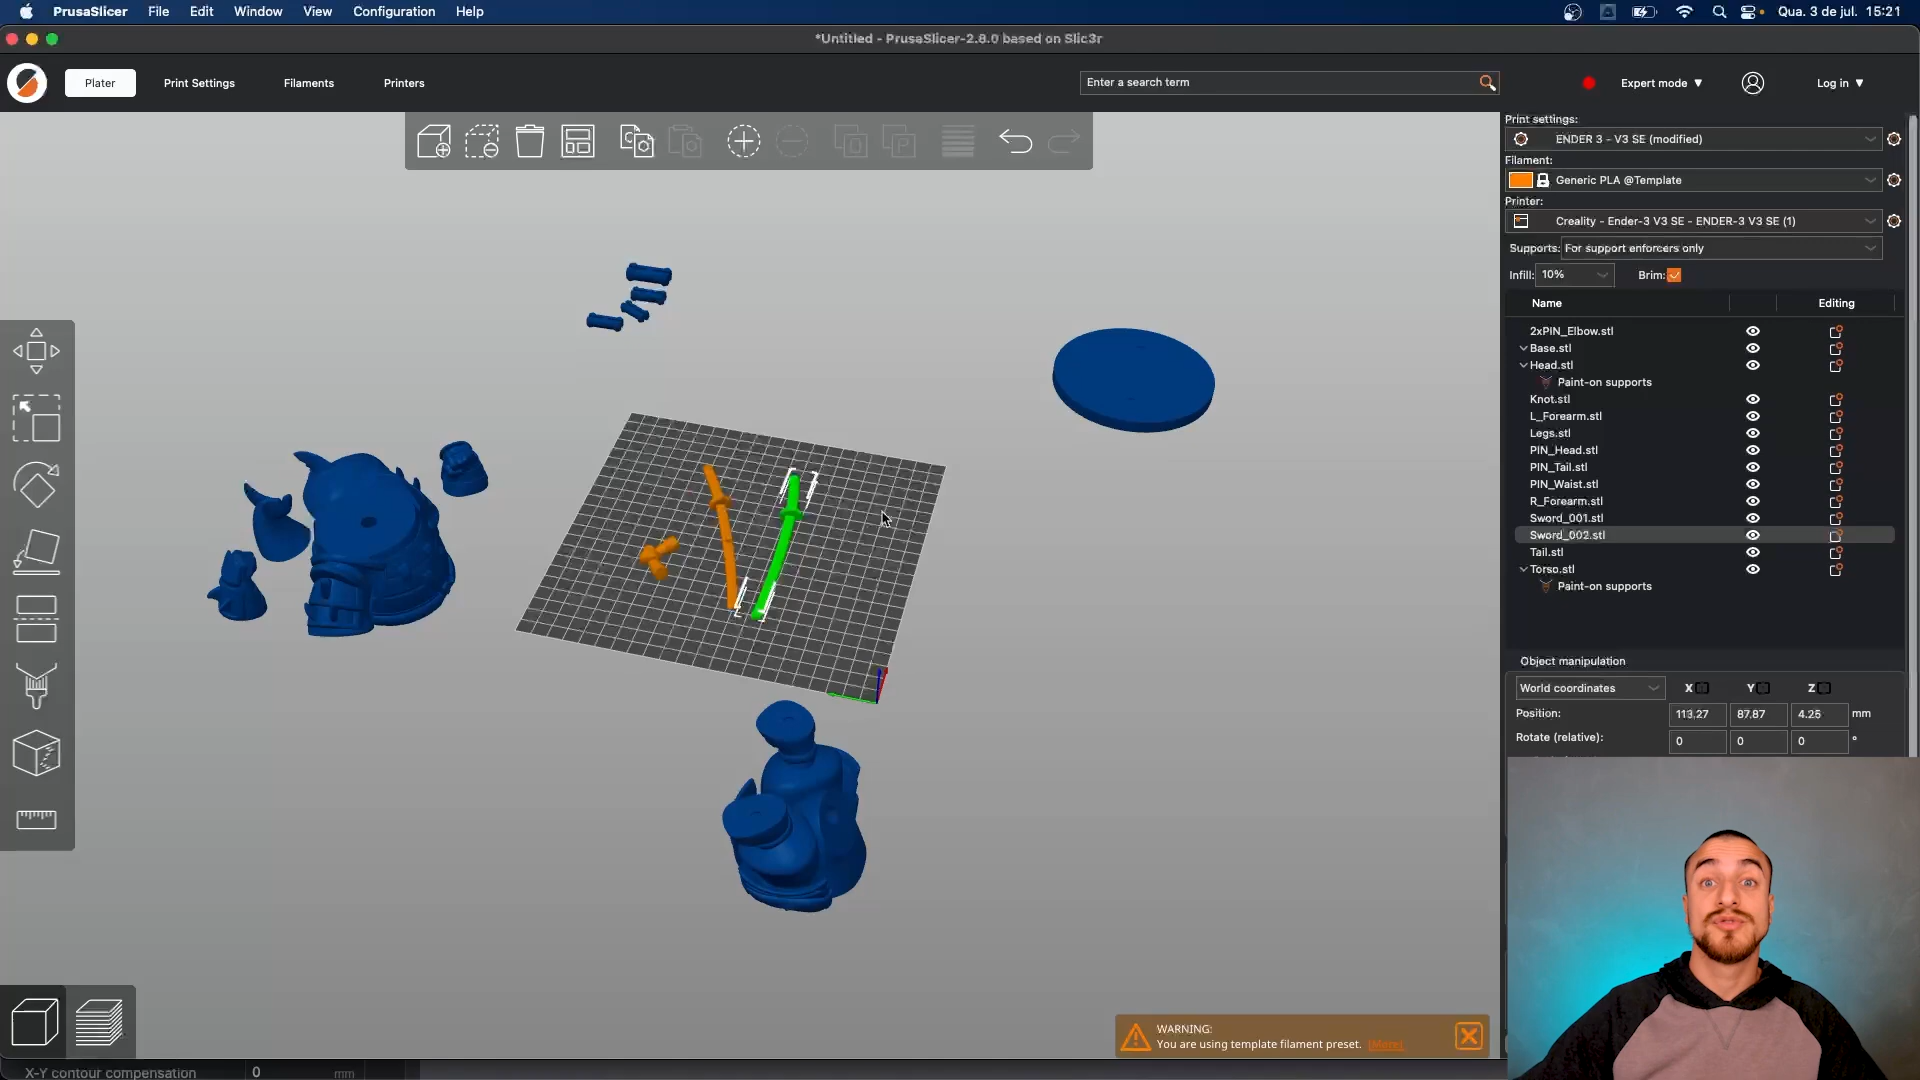 PrusaSlicer File Edit Window View Configuration Help Qua. 3 de jul. 15:21
*Untitled - PrusaSlicer-2.8.0 based on Slic3r
Plater Print Settings Filaments Printers Enter a search term Expert mode ▼ Log in ▼
Print settings:
ENDER 3 - V3 SE (modified)
Filament:
Generic PLA @Template
Printer:
Creality - Ender-3 V3 SE - ENDER-3 V3 SE (1)
Supports: For support enforcers only
Infill: 10% Brim:
Name Editing
2xPIN_Elbow.stl
Base.stl
Head.stl
Paint-on supports
Knot.stl
L_Forearm.stl
Legs.stl
PIN_Head.stl
PIN_Tail.stl
PIN_Waist.stl
R_Forearm.stl
Sword_001.stl
Sword_002.stl
Tail.stl
Torso.stl
Paint-on supports
Object manipulation
World coordinates X Y Z
Position: 113.27 87.87 4.25 mm
Rotate (relative): 0 0 0 °
WARNING:
You are using template filament preset. (More)
X-Y contour compensation 0 mm